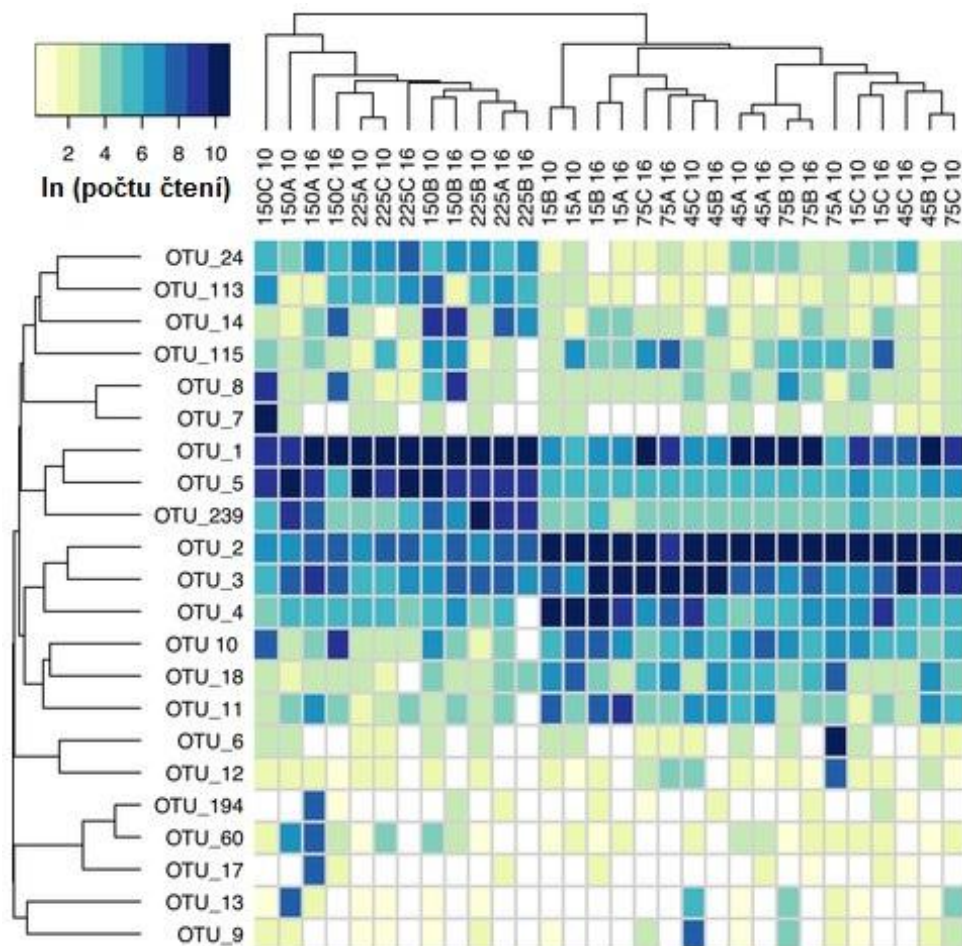 2 4 6 8 10
ln (počtu čtení)
150C 10
150A 10
150A 16
150C 16
225A 10
225C 10
225C 16
150B 10
150B 16
225B 10
225A 16
225B 16
15B 10
15A 10
15B 16
15A 16
75C 16
75A 16
45C 10
45B 16
45A 10
45A 16
75B 10
75B 16
75A 10
15C 10
15C 16
45C 16
45B 10
75C 10
OTU_24
OTU_113
OTU_14
OTU_115
OTU_8
OTU_7
OTU_1
OTU_5
OTU_239
OTU_2
OTU_3
OTU_4
OTU 10
OTU_18
OTU_11
OTU_6
OTU_12
OTU_194
OTU_60
OTU_17
OTU_13
OTU_9